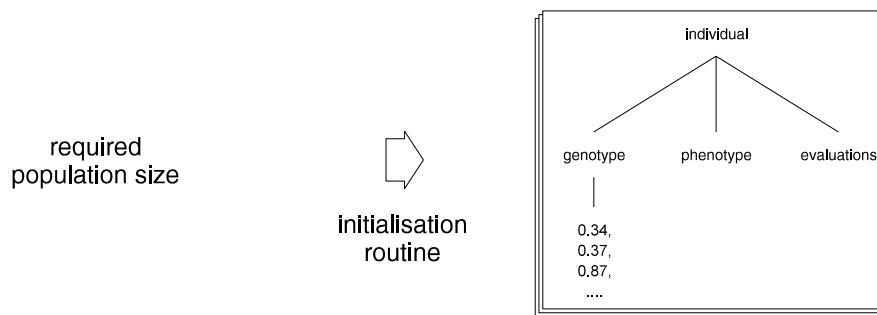 required
population size
initialisation
routine
individual
genotype phenotype evaluations
0.34,
0.37,
0.87,
....